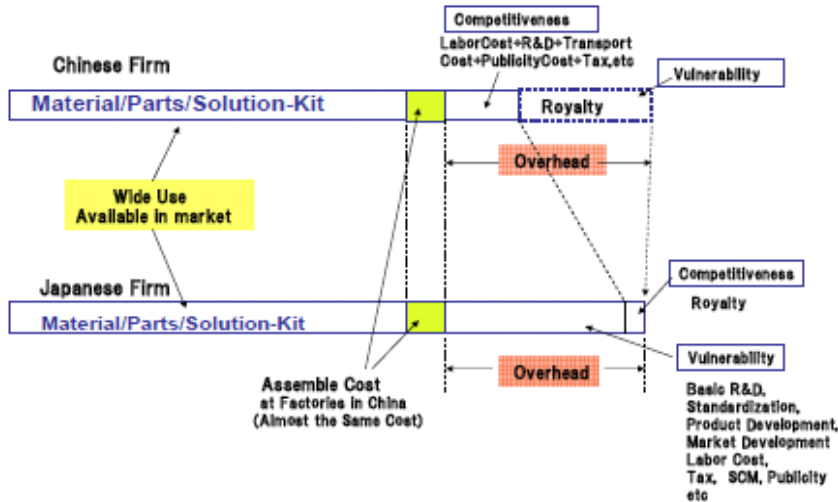 Competitiveness
LaborCost+R&D+Transport
Cost+PublicityCost+Tax,etc
Chinese Firm
Vulnerability
Material/Parts/Solution-Kit
Royalty
Overhead
Wide Use
Available in market
Japanese Firm
Competitiveness
Royalty
Material/Parts/Solution-Kit
Vulnerability
Overhead
Assemble Cost
at Factories in China
(Almost the Same Cost)
Basic R&D,
Standardization,
Product Development,
Market Development
Labor Cost,
Tax, SCM, Publicity
etc